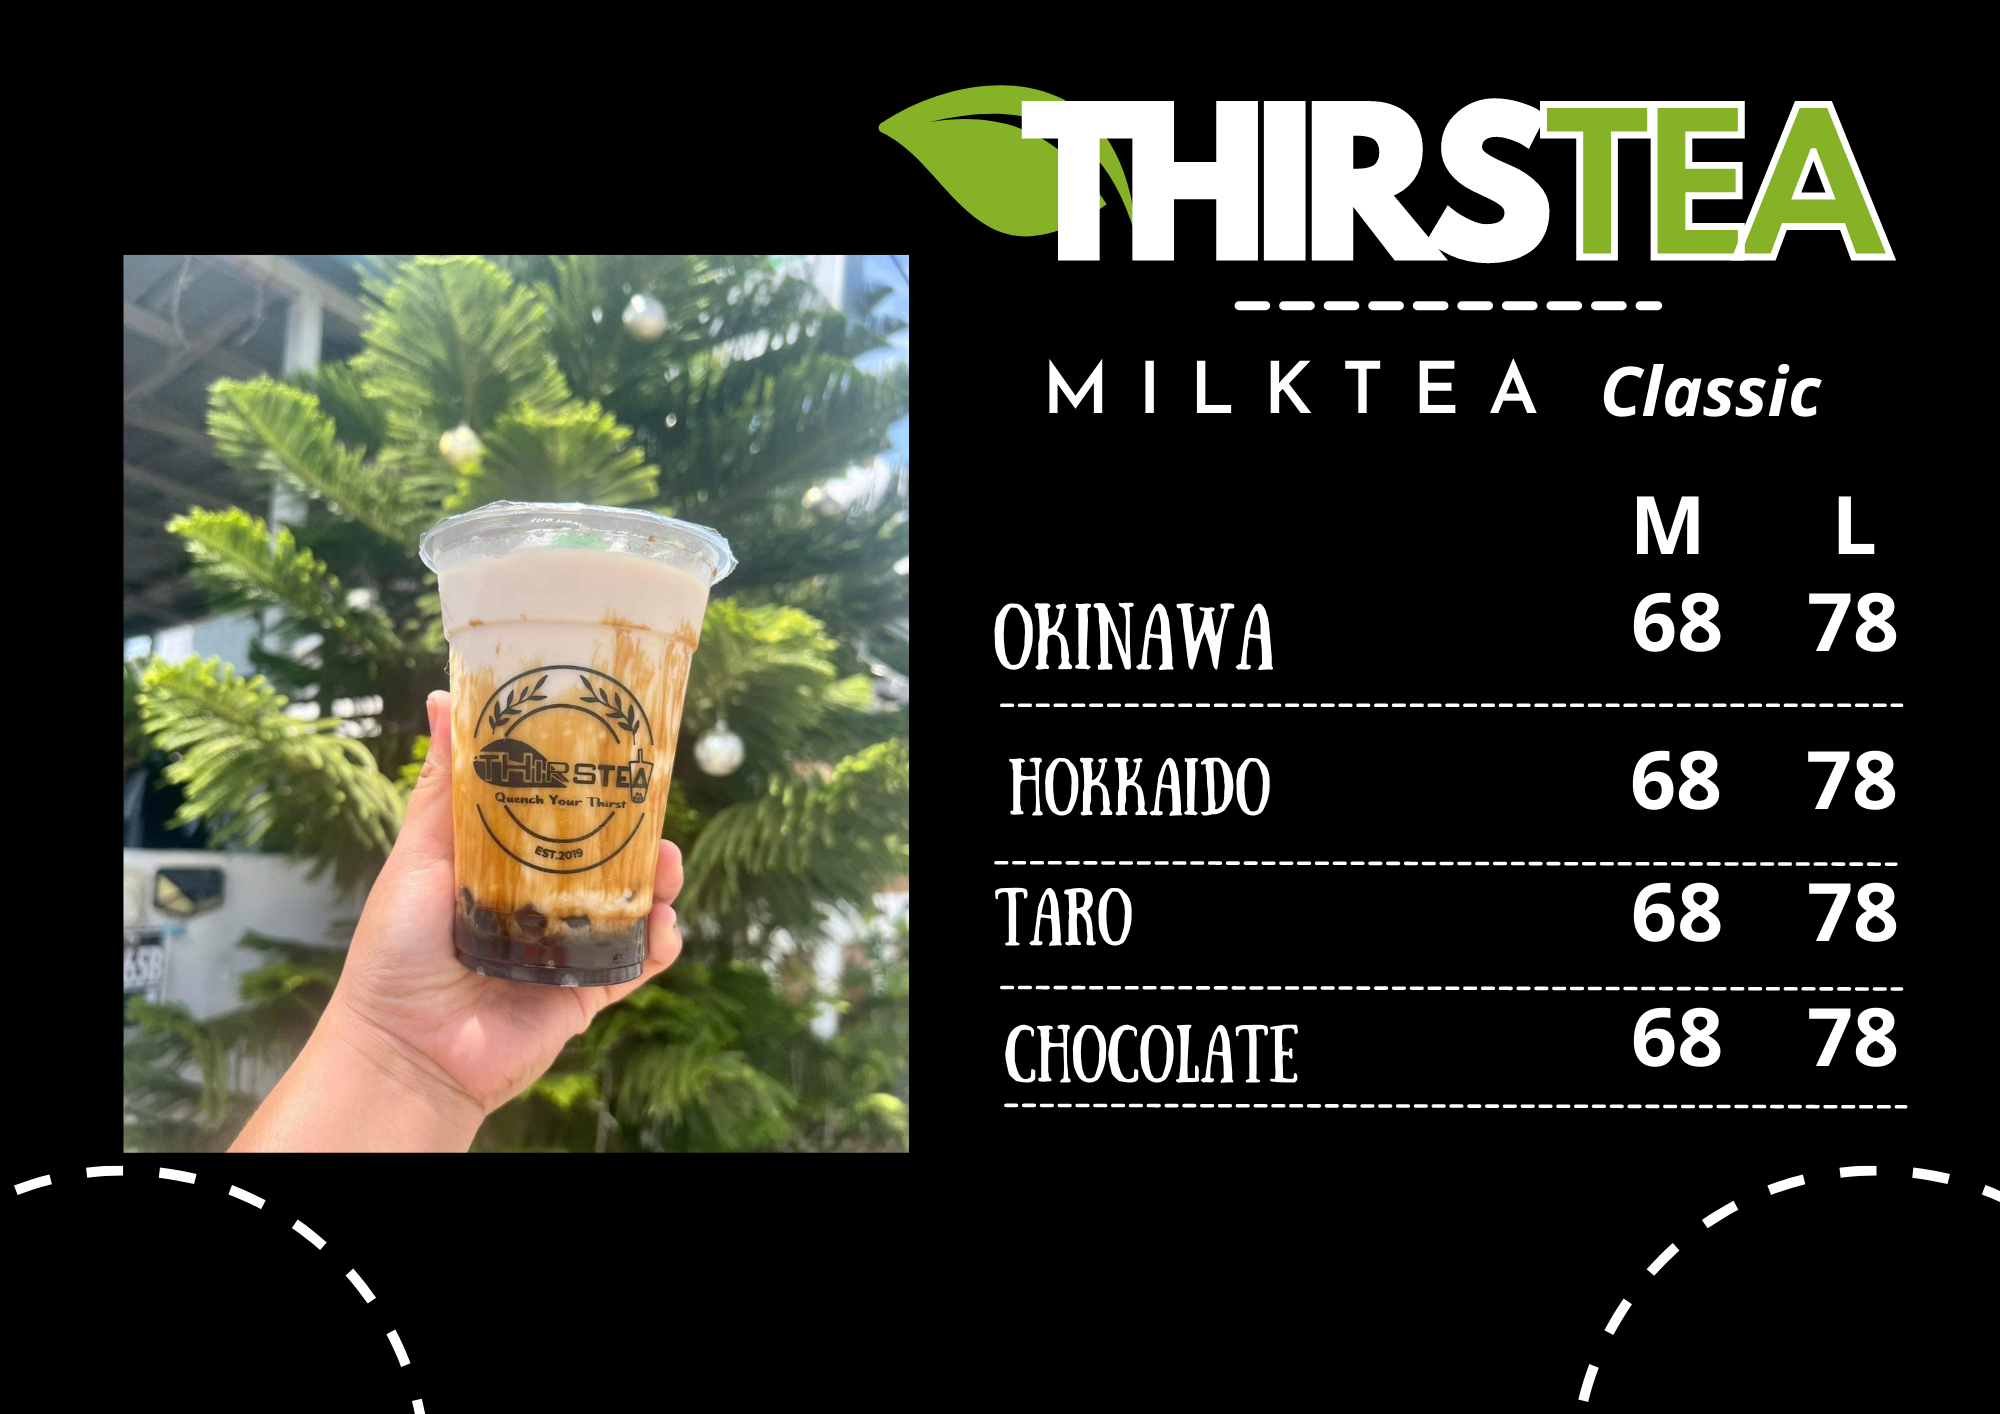 THIRSTEA
MILKTEA Classic
M L
OKINAWA 68 78
HOKKAIDO 68 78
TARO 68 78
CHOCOLATE 68 78
THIRSTEA
Quench Your Thirst
EST.2019
6SB